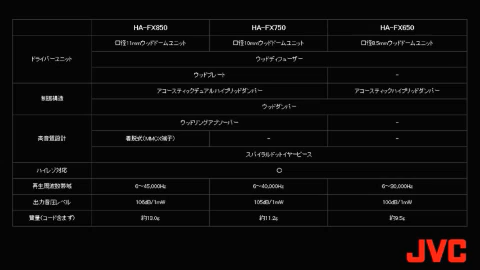 HA-FX850 HA-FX750 HA-FX650
ドライバーユニット 口径11mmウッドドームユニット 口径10mmウッドドームユニット 口径8.5mmウッドドームユニット
ウッドディフューザー
ウッドプレート -
制振構造 アコースティックデュアルハイブリッドダンパー アコースティックハイブリッドダンパー
ウッドダンパー
高音質設計 ウッドリングアブソーバー -
着脱式(MMCX端子) - -
スパイラルドットイヤーピース
ハイレゾ対応 ○
再生周波数帯域 6~45,000Hz 6~40,000Hz 6~30,000Hz
出力音圧レベル 106dB/1mW 105dB/1mW 100dB/1mW
質量(コード含まず) 約13.0g 約11.2g 約9.5g
JVC